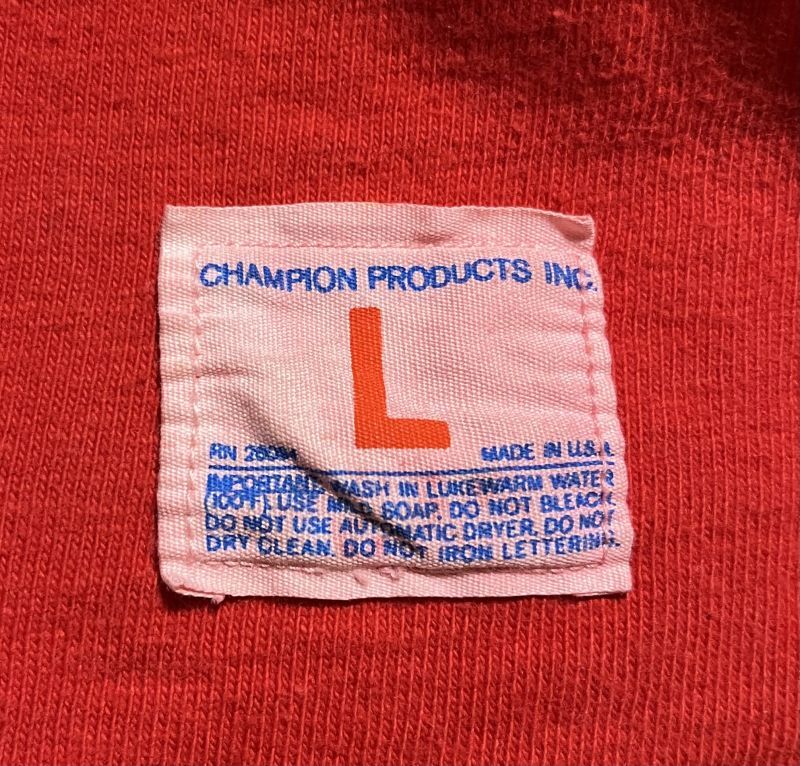 CHAMPION PRODUCTS INC.
L
RN 26094 MADE IN U.S.A.
IMPORTANT: WASH IN LUKEWARM WATER
(100°F.) USE MILD SOAP. DO NOT BLEACH.
DO NOT USE AUTOMATIC DRYER. DO NOT
DRY CLEAN. DO NOT IRON LETTERING.